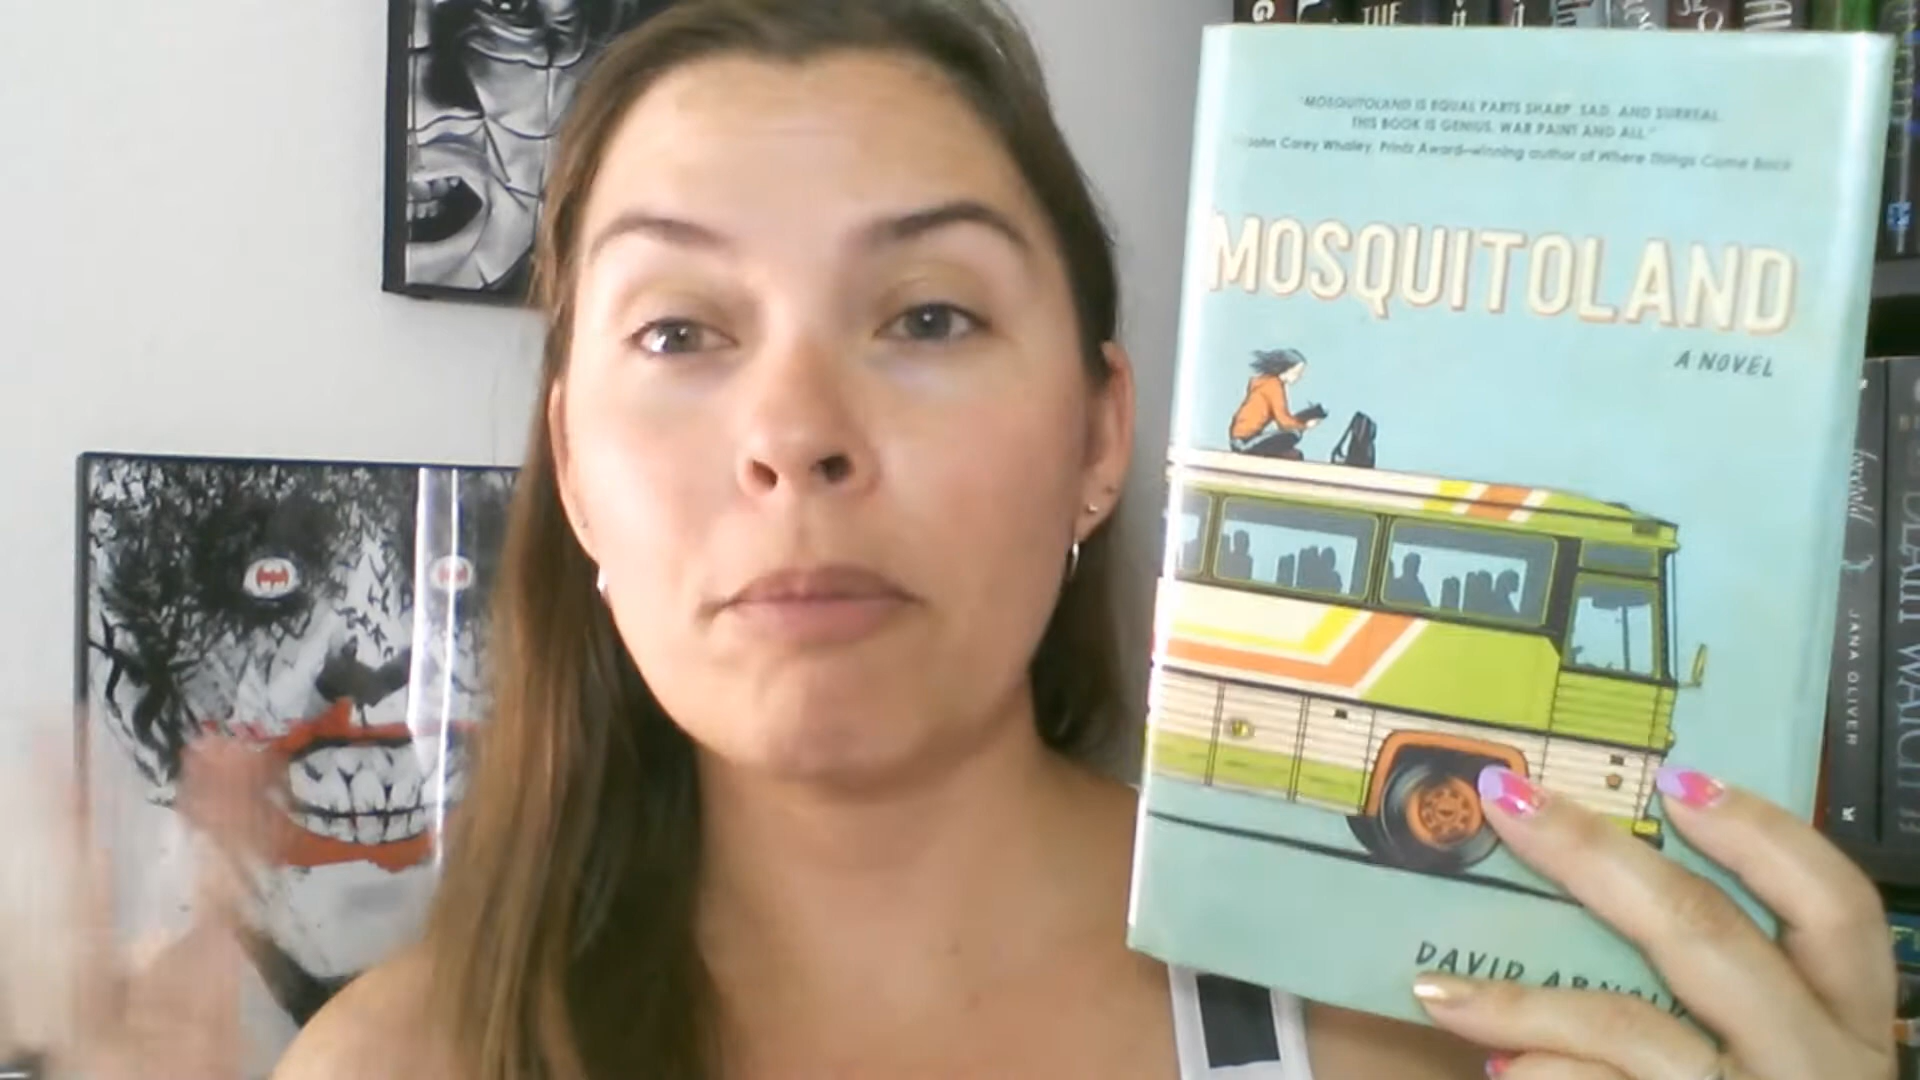 THE
"MOSQUITOLAND IS EQUAL PARTS SHARP, SAD, AND SURREAL.
THIS BOOK IS GENIUS, WAR PAINT AND ALL."
John Corey Whaley, Printz Award–winning author of Where Things Come Back
MOSQUITOLAND
A NOVEL
DAVID ARNOLD
JANA OLIVER